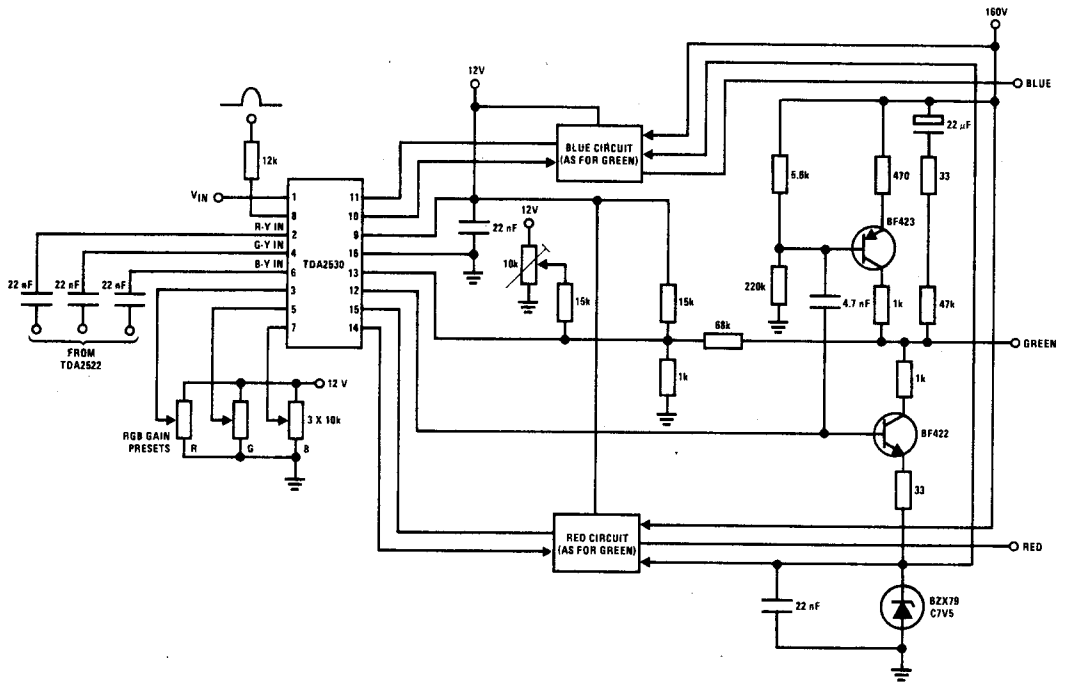 160V
12V
BLUE
BLUE CIRCUIT
(AS FOR GREEN)
22 µF
12k
5.6k
470
33
VIN
1
11
8
10
R-Y IN
2
9
G-Y IN
4
TDA2530
16
B-Y IN
6
13
3
12
5
15
7
14
22 nF
12V
10k
15k
15k
BF423
220k
4.7 nF
1k
47k
22 nF
22 nF
22 nF
FROM
TDA2522
68k
GREEN
1k
1k
12 V
3 X 10k
RGB GAIN
PRESETS
R
G
B
BF422
33
RED CIRCUIT
(AS FOR GREEN)
RED
22 nF
BZX79
C7V5